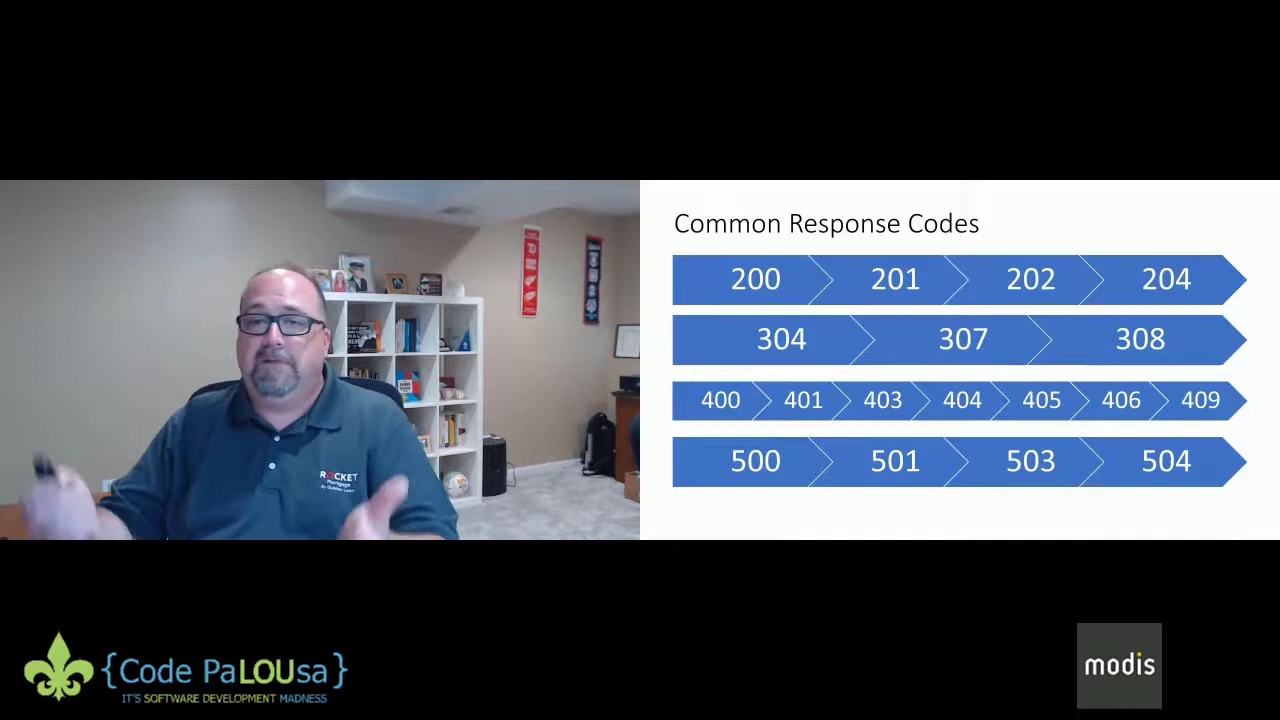 Common Response Codes
200 201 202 204
304 307 308
400 401 403 404 405 406 409
500 501 503 504
ROCKET
Mortgage
{Code PaLOUsa}
IT'S SOFTWARE DEVELOPMENT MADNESS
modis